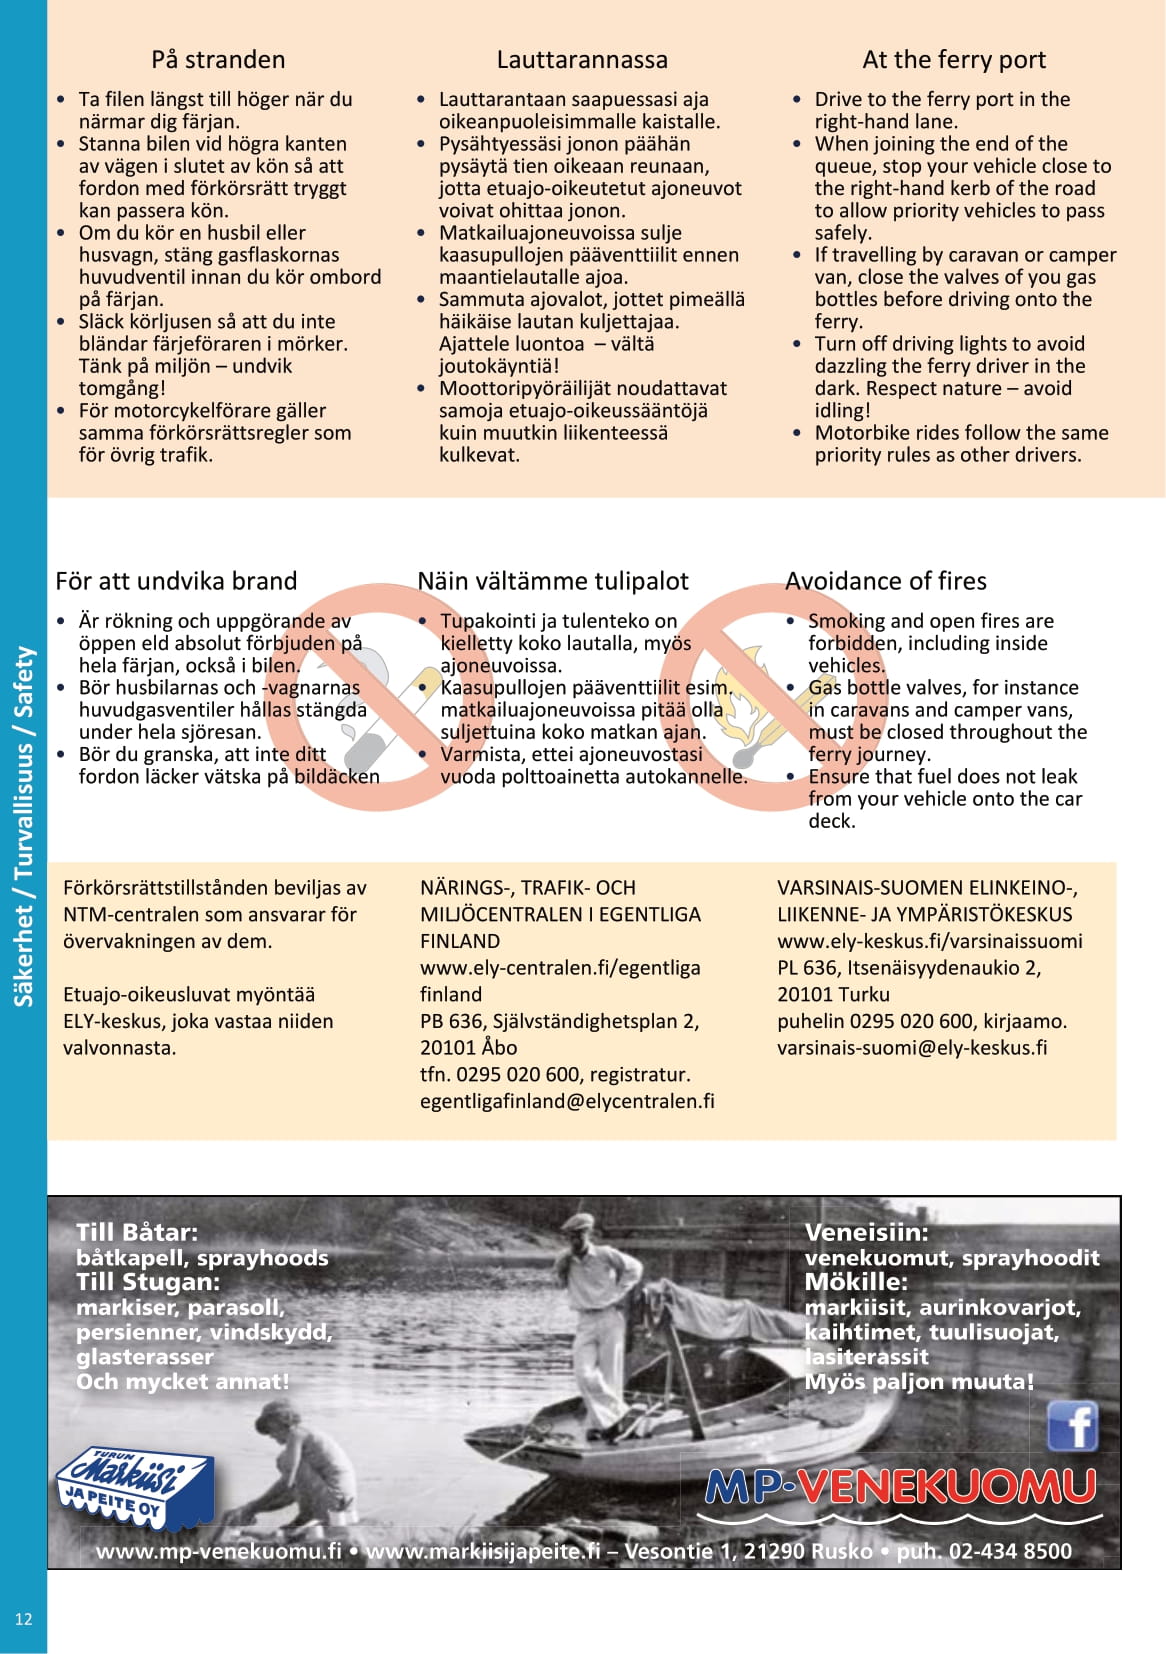 På stranden
• Ta filen längst till höger när du
närmar dig färjan.
• Stanna bilen vid högra kanten
av vägen i slutet av kön så att
fordon med förkörsrätt tryggt
kan passera kön.
• Om du kör en husbil eller
husvagn, stäng gasflaskornas
huvudventil innan du kör ombord
på färjan.
• Släck körljusen så att du inte
bländar färjeföraren i mörker.
Tänk på miljön – undvik
tomgång!
• För motorcykelförare gäller
samma förkörsrättsregler som
för övrig trafik.
Lauttarannassa
• Lauttarantaan saapuessasi aja
oikeanpuoleisimmalle kaistalle.
• Pysähtyessäsi jonon päähän
pysäytä tien oikeaan reunaan,
jotta etuajo-oikeutetut ajoneuvot
voivat ohittaa jonon.
• Matkailuajoneuvoissa sulje
kaasupullojen pääventtiilit ennen
maantielautalle ajoa.
• Sammuta ajovalot, jottet pimeällä
häikäise lautan kuljettajaa.
Ajattele luontoa – vältä
joutokäyntiä!
• Moottoripyöräilijät noudattavat
samoja etuajo-oikeussääntöjä
kuin muutkin liikenteessä
kulkevat.
At the ferry port
• Drive to the ferry port in the
right-hand lane.
• When joining the end of the
queue, stop your vehicle close to
the right-hand kerb of the road
to allow priority vehicles to pass
safely.
• If travelling by caravan or camper
van, close the valves of you gas
bottles before driving onto the
ferry.
• Turn off driving lights to avoid
dazzling the ferry driver in the
dark. Respect nature – avoid
idling!
• Motorbike rides follow the same
priority rules as other drivers.
För att undvika brand
• Är rökning och uppgörande av
öppen eld absolut förbjuden på
hela färjan, också i bilen.
• Bör husbilarnas och -vagnarnas
huvudgasventiler hållas stängda
under hela sjöresan.
• Bör du granska, att inte ditt
fordon läcker vätska på bildäcken
Näin vältämme tulipalot
• Tupakointi ja tulenteko on
kielletty koko lautalla, myös
ajoneuvoissa.
• Kaasupullojen pääventtiilit esim.
matkailuajoneuvoissa pitää olla
suljettuina koko matkan ajan.
• Varmista, ettei ajoneuvostasi
vuoda polttoainetta autokannelle.
Avoidance of fires
• Smoking and open fires are
forbidden, including inside
vehicles.
• Gas bottle valves, for instance
in caravans and camper vans,
must be closed throughout the
ferry journey.
• Ensure that fuel does not leak
from your vehicle onto the car
deck.
Säkerhet / Turvallisuus / Safety
Förkörsrättstillstånden beviljas av
NTM-centralen som ansvarar för
övervakningen av dem.
Etuajo-oikeusluvat myöntää
ELY-keskus, joka vastaa niiden
valvonnasta.
NÄRINGS-, TRAFIK- OCH
MILJÖCENTRALEN I EGENTLIGA
FINLAND
www.ely-centralen.fi/egentliga
finland
PB 636, Självständighetsplan 2,
20101 Åbo
tfn. 0295 020 600, registratur.
egentligafinland@elycentralen.fi
VARSINAIS-SUOMEN ELINKEINO-,
LIIKENNE- JA YMPÄRISTÖKESKUS
www.ely-keskus.fi/varsinaissuomi
PL 636, Itsenäisyydenaukio 2,
20101 Turku
puhelin 0295 020 600, kirjaamo.
varsinais-suomi@ely-keskus.fi
Till Båtar:
båtkapell, sprayhoods
Till Stugan:
markiser, parasoll,
persienner, vindskydd,
glasterasser
Och mycket annat!
Veneisiin:
venekuomut, sprayhoodit
Mökille:
markiisit, aurinkovarjot,
kaihtimet, tuulisuojat,
lasiterassit
Myös paljon muuta!
f
TURUN
Markiisi
JA PEITE OY
MP-VENEKUOMU
www.mp-venekuomu.fi • www.markiisijapeite.fi – Vesontie 1, 21290 Rusko • puh. 02-434 8500
12